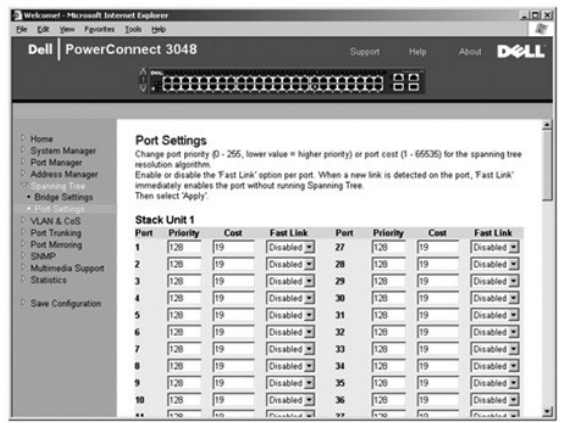 Welcome! - Microsoft Internet Explorer
File Edit View Favorites Tools Help
Dell | PowerConnect 3048
Support Help About DELL
Home
System Manager
Port Manager
Address Manager
Spanning Tree
Bridge Settings
Port Settings
VLAN & CoS
Port Trunking
Port Mirroring
SNMP
Multimedia Support
Statistics
Save Configuration
Port Settings
Change port priority (0 - 255, lower value = higher priority) or port cost (1 - 65535) for the spanning tree
resolution algorithm.
Enable or disable the 'Fast Link' option per port. When a new link is detected on the port, 'Fast Link'
immediately enables the port without running Spanning Tree.
Then select 'Apply'.
Stack Unit 1
Port Priority Cost Fast Link Port Priority Cost Fast Link
1 128 19 Disabled 27 128 19 Disabled
2 128 19 Disabled 28 128 19 Disabled
3 128 19 Disabled 29 128 19 Disabled
4 128 19 Disabled 30 128 19 Disabled
5 128 19 Disabled 31 128 19 Disabled
6 128 19 Disabled 32 128 19 Disabled
7 128 19 Disabled 33 128 19 Disabled
8 128 19 Disabled 34 128 19 Disabled
9 128 19 Disabled 35 128 19 Disabled
10 128 19 Disabled 36 128 19 Disabled